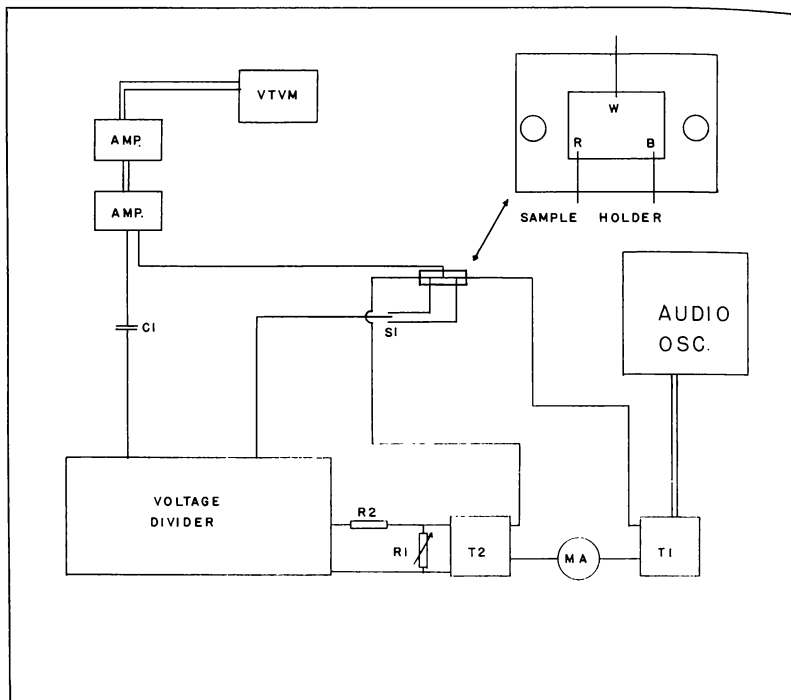 VTVM
AMP.
AMP.
W
R B
SAMPLE HOLDER
AUDIO
OSC.
C1
S1
VOLTAGE
DIVIDER
R2
R1
T2
MA
T1